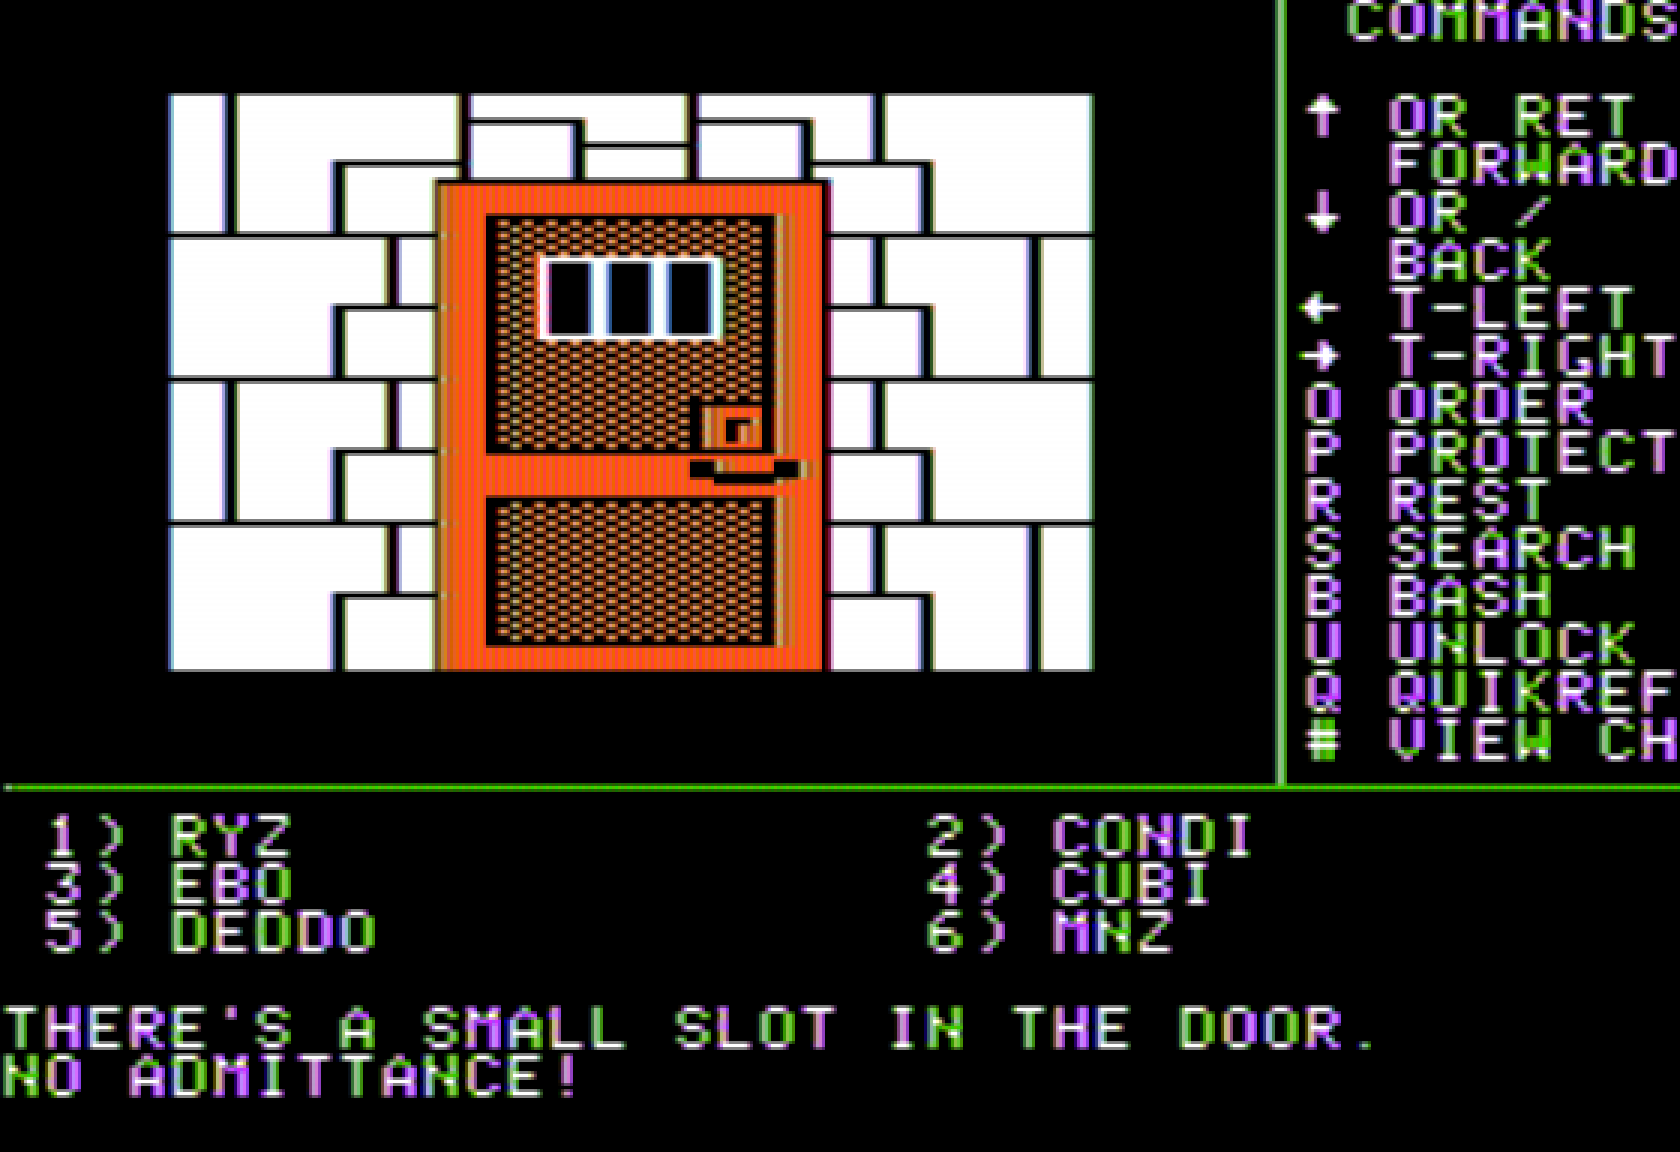 COMMANDS
↑ OR RET
FORWARD
↓ OR /
BACK
← T-LEFT
→ T-RIGHT
O ORDER
P PROTECT
R REST
S SEARCH
B BASH
U UNLOCK
Q QUIKREF
# VIEW CH
1) RYZ 2) CONDI
3) EBO 4) CUBI
5) DEDDO 6) MNZ
THERE'S A SMALL SLOT IN THE DOOR.
NO ADMITTANCE!